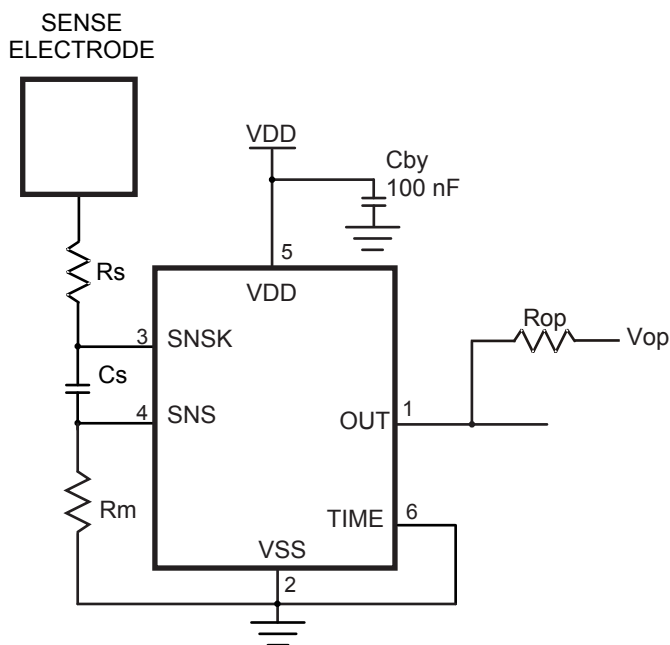 SENSE
ELECTRODE
VDD
Cby
100 nF
5
VDD
Rs
Rop
Vop
3
SNSK
Cs
4
SNS
OUT
1
Rm
TIME
6
VSS
2